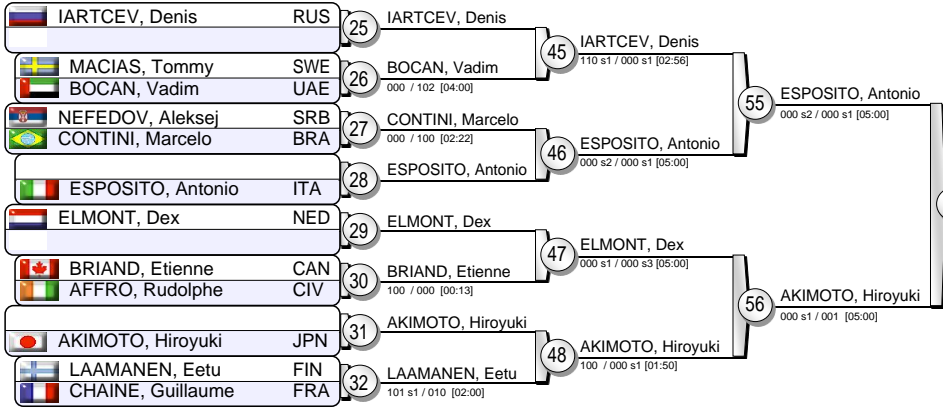 IARTCEV, Denis RUS
MACIAS, Tommy SWE
BOCAN, Vadim UAE
NEFEDOV, Aleksej SRB
CONTINI, Marcelo BRA
ESPOSITO, Antonio ITA
ELMONT, Dex NED
BRIAND, Etienne CAN
AFFRO, Rudolphe CIV
AKIMOTO, Hiroyuki JPN
LAAMANEN, Eetu FIN
CHAINE, Guillaume FRA
25
26
27
28
29
30
31
32
IARTCEV, Denis
BOCAN, Vadim
000 / 102 [04:00]
CONTINI, Marcelo
000 / 100 [02:22]
ESPOSITO, Antonio
ELMONT, Dex
BRIAND, Etienne
100 / 000 [00:13]
AKIMOTO, Hiroyuki
LAAMANEN, Eetu
101 s1 / 010 [02:00]
45
46
47
48
IARTCEV, Denis
110 s1 / 000 s1 [02:56]
ESPOSITO, Antonio
000 s2 / 000 s1 [05:00]
ELMONT, Dex
000 s1 / 000 s3 [05:00]
AKIMOTO, Hiroyuki
100 / 000 s1 [01:50]
55
56
ESPOSITO, Antonio
000 s2 / 000 s1 [05:00]
AKIMOTO, Hiroyuki
000 s1 / 001 [05:00]